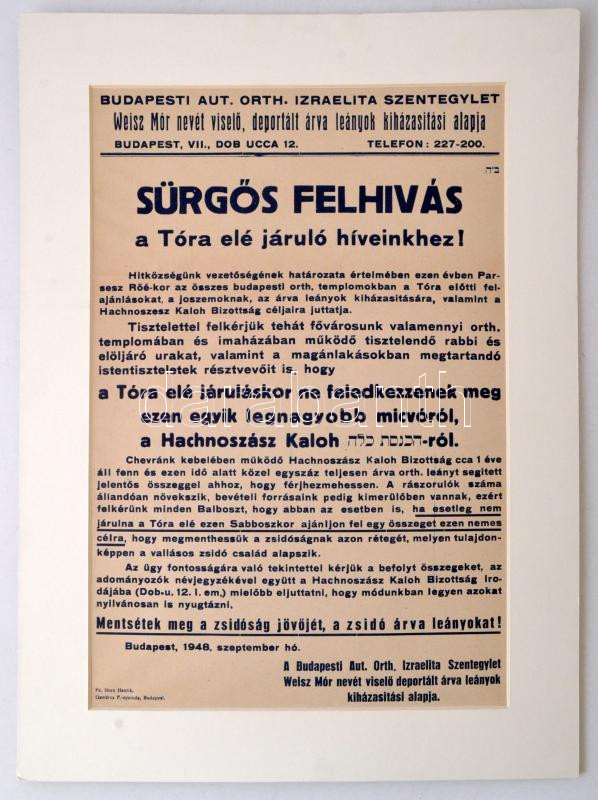 BUDAPESTI AUT. ORTH. IZRAELITA SZENTEGYLET
Weisz Mór nevét viselő, deportált árva leányok kiházasitási alapja
BUDAPEST, VII., DOB UCCA 12. TELEFON: 227-200.
ב״ה
SÜRGŐS FELHIVÁS
a Tóra elé járuló híveinkhez!
Hitközségünk vezetőségének határozata értelmében ezen évben Par-
sesz Röé-kor az összes budapesti orth. templomokban a Tóra előtti fel-
ajánlásokat, a joszemoknak, az árva leányok kiházasitására, valamint a
Hachnoszesz Kaloh Bizottság céljaira juttatja.
Tisztelettel felkérjük tehát fővárosunk valamennyi orth.
templomában és imaházában működő tisztelendő rabbi és
elöljáró urakat, valamint a magánlakásokban megtartandó
istentiszteletek résztvevőit is, hogy
a Tóra elé járuláskor ne feledkezzenek meg
ezen egyik legnagyobb micvóról,
a Hachnoszász Kaloh הכנסת כלה-ról.
Chevránk kebelében működő Hachnoszász Kaloh Bizottság cca 1 éve
áll fenn és ezen idő alatt közel egyszáz teljesen árva orth. leányt segitett
jelentős összeggel ahhoz, hogy férjhezmehessen. A rászorulók száma
állandóan növekszik, bevételi forrásaink pedig kimerülőben vannak, ezért
felkérünk minden Balboszt, hogy abban az esetben is, ha esetleg nem
járulna a Tóra elé ezen Sabboszkor ajánljon fel egy összeget ezen nemes
célra, hogy megmenthessük a zsidóságnak azon rétegét, melyen tulajdon-
képpen a vallásos zsidó család alapszik.
Az ügy fontosságára való tekintettel kérjük a befolyt összegeket, az
adományozók névjegyzékével együtt a Hachnoszász Kaloh Bizottság iro-
dájába (Dob-u. 12. I. em.) mielőbb eljuttatni, hogy módunkban legyen azokat
nyilvánosan is nyugtázni.
Mentsétek meg a zsidóság jövöjét, a zsidó árva leányokat!
Budapest, 1948. szeptember hó.
A Budapesti Aut. Orth. Izraelita Szentegylet
Weisz Mór nevét viselő deportált árva leányok
kiházasitási alapja.
F-nyomda, Budapest.
darabanth